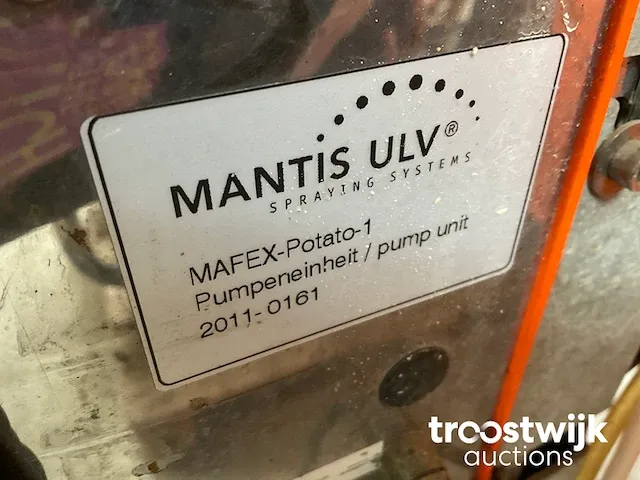 MANTIS ULV®
SPRAYING SYSTEMS
MAFEX-Potato-1
Pumpeneinheit / pump unit
2011-0161
troostwijk
auctions